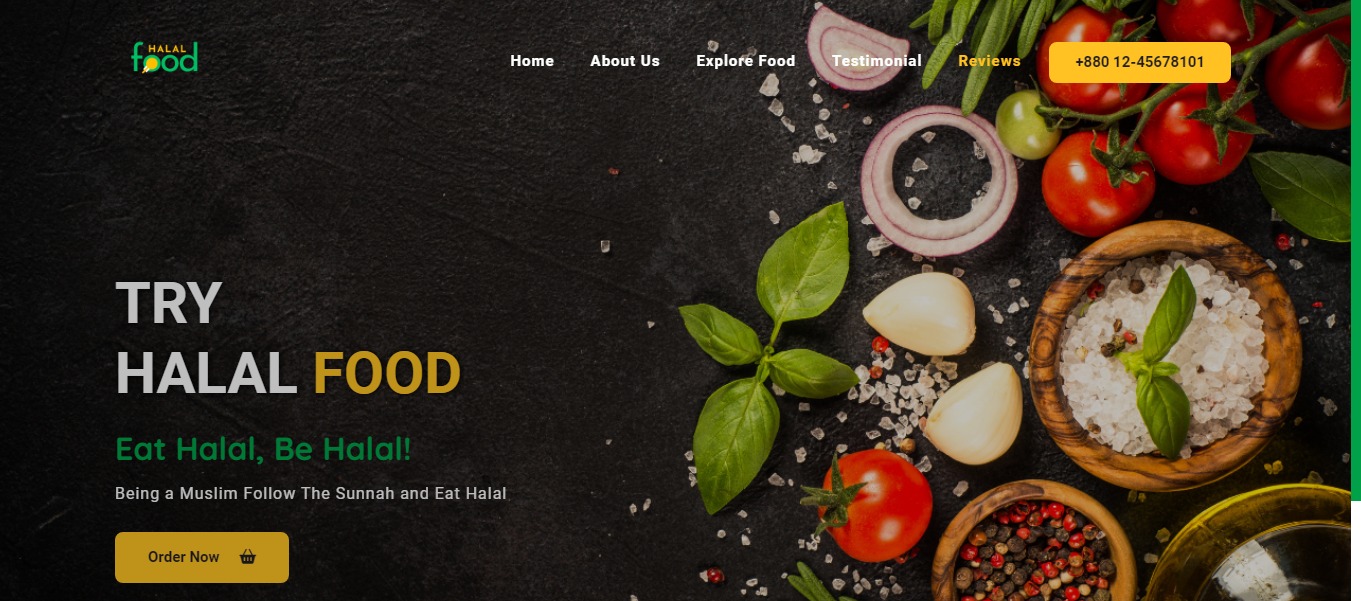 HALAL
food
Home
About Us
Explore Food
Testimonial
Reviews
+880 12-45678101
TRY
HALAL FOOD
Eat Halal, Be Halal!
Being a Muslim Follow The Sunnah and Eat Halal
Order Now